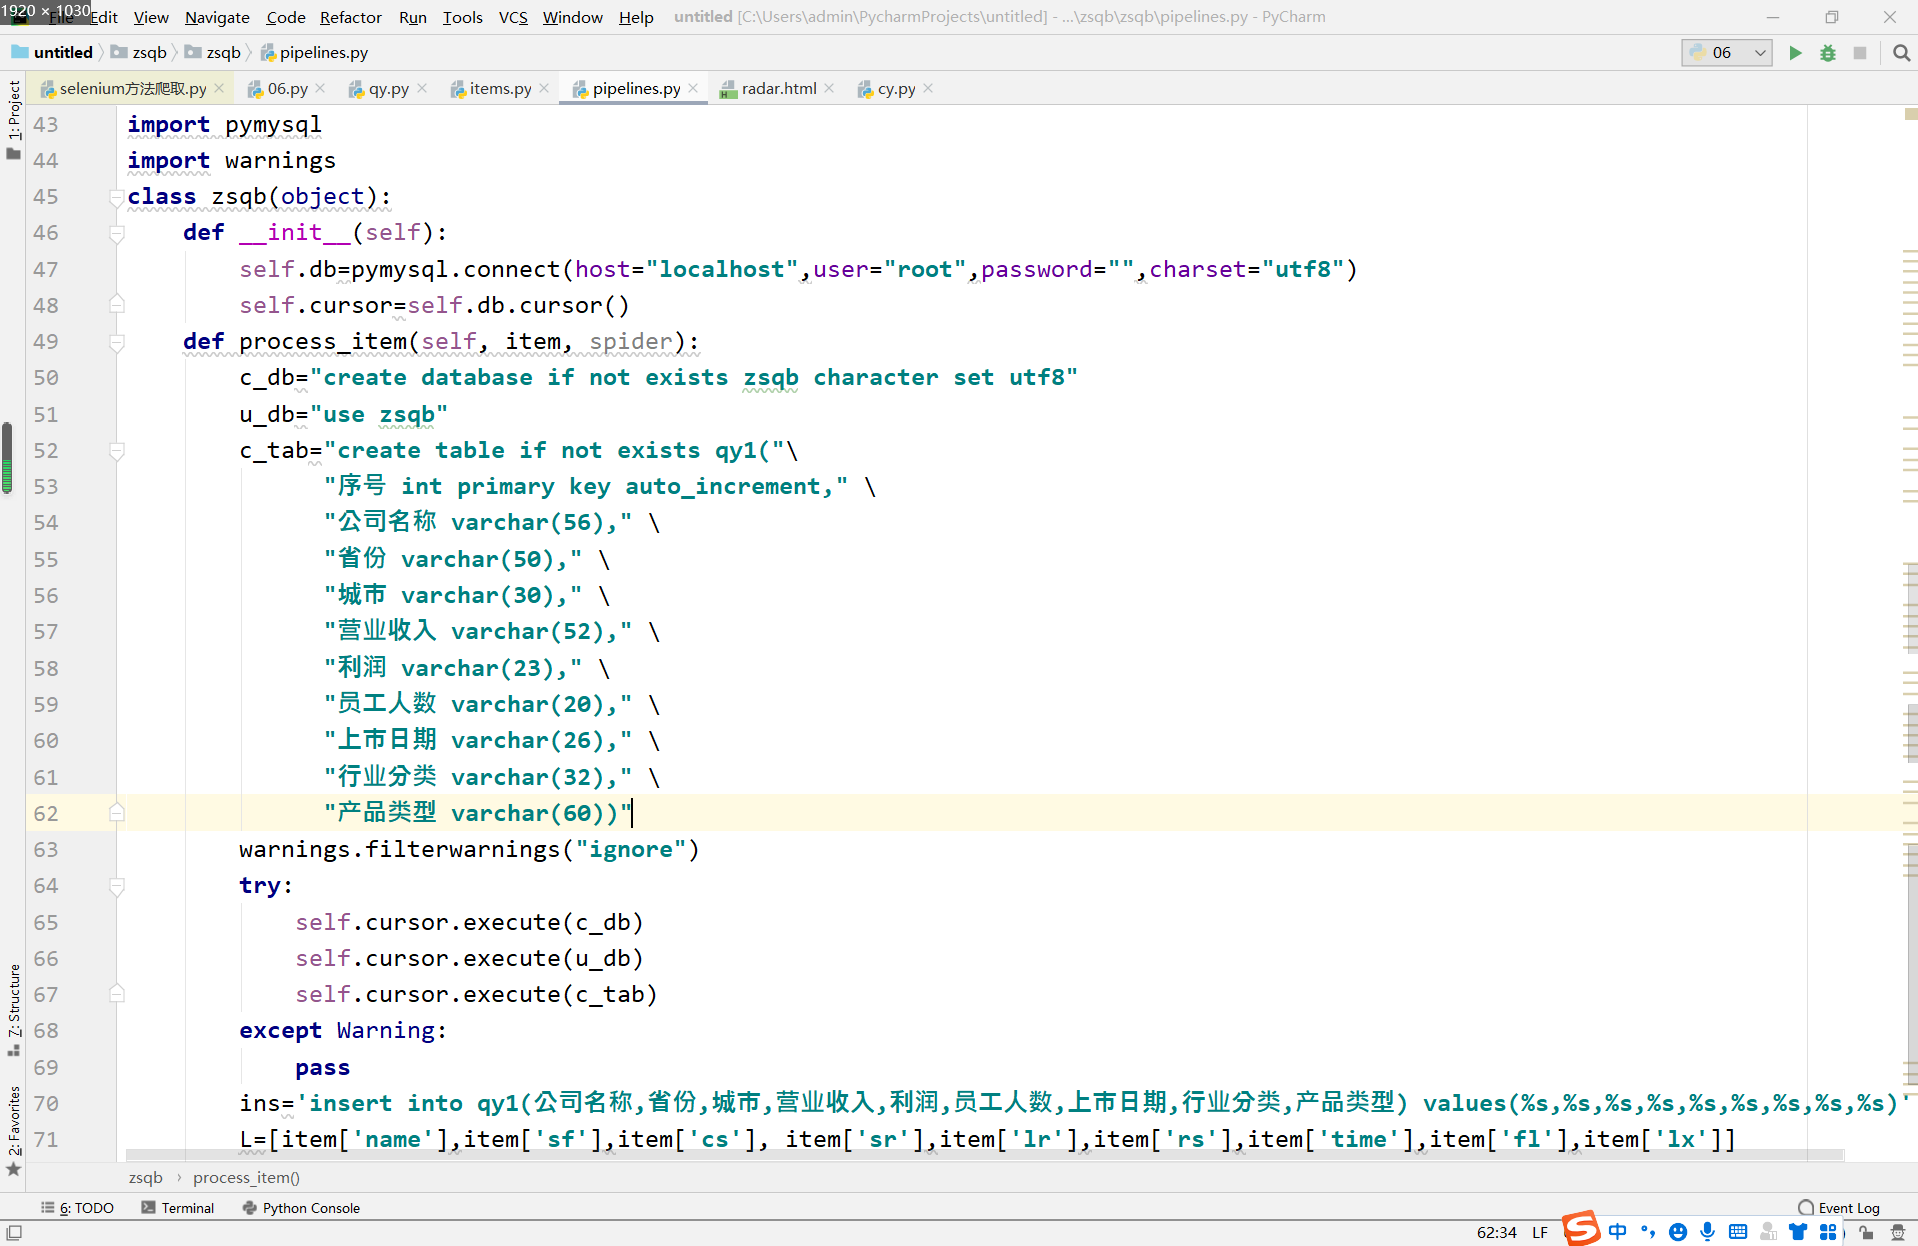 1920 × 1030
File Edit View Navigate Code Refactor Run Tools VCS Window Help untitled [C:\Users\admin\PycharmProjects\untitled] - ...\zsqb\zsqb\pipelines.py - PyCharm
untitled zsqb zsqb pipelines.py 06
selenium方法爬取.py 06.py qy.py items.py pipelines.py radar.html cy.py
1: Project
43 import pymysql
44 import warnings
45 class zsqb(object):
46 def __init__(self):
47 self.db=pymysql.connect(host="localhost",user="root",password="",charset="utf8")
48 self.cursor=self.db.cursor()
49 def process_item(self, item, spider):
50 c_db="create database if not exists zsqb character set utf8"
51 u_db="use zsqb"
52 c_tab="create table if not exists qy1("\
53 "序号 int primary key auto_increment," \
54 "公司名称 varchar(56)," \
55 "省份 varchar(50)," \
56 "城市 varchar(30)," \
57 "营业收入 varchar(52)," \
58 "利润 varchar(23)," \
59 "员工人数 varchar(20)," \
60 "上市日期 varchar(26)," \
61 "行业分类 varchar(32)," \
62 "产品类型 varchar(60))"
63 warnings.filterwarnings("ignore")
64 try:
65 self.cursor.execute(c_db)
66 self.cursor.execute(u_db)
67 self.cursor.execute(c_tab)
68 except Warning:
69 pass
70 ins='insert into qy1(公司名称,省份,城市,营业收入,利润,员工人数,上市日期,行业分类,产品类型) values(%s,%s,%s,%s,%s,%s,%s,%s,%s)'
71 L=[item['name'],item['sf'],item['cs'], item['sr'],item['lr'],item['rs'],item['time'],item['fl'],item['lx']]
7: Structure
2: Favorites
zsqb › process_item()
6: TODO Terminal Python Console Event Log
62:34 LF 中